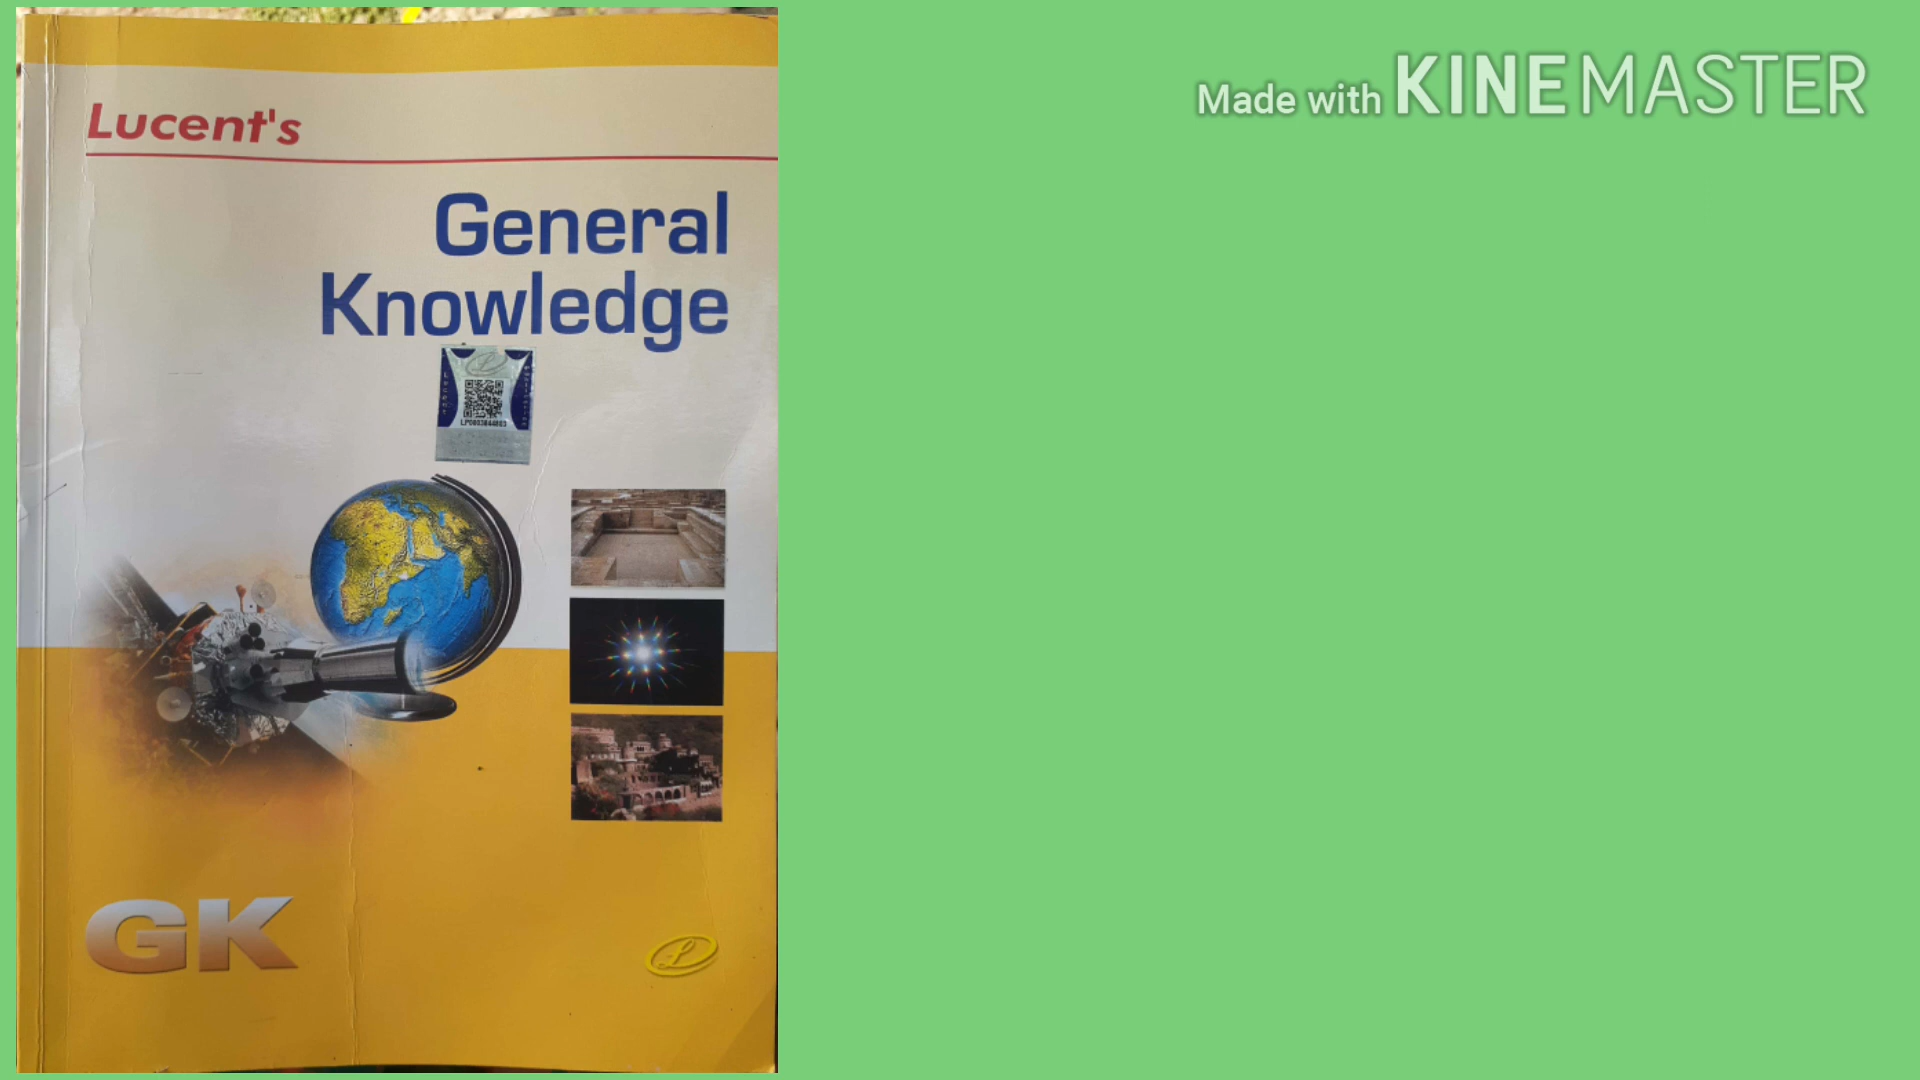 Lucent's
General
Knowledge
GK
Made with KINEMASTER